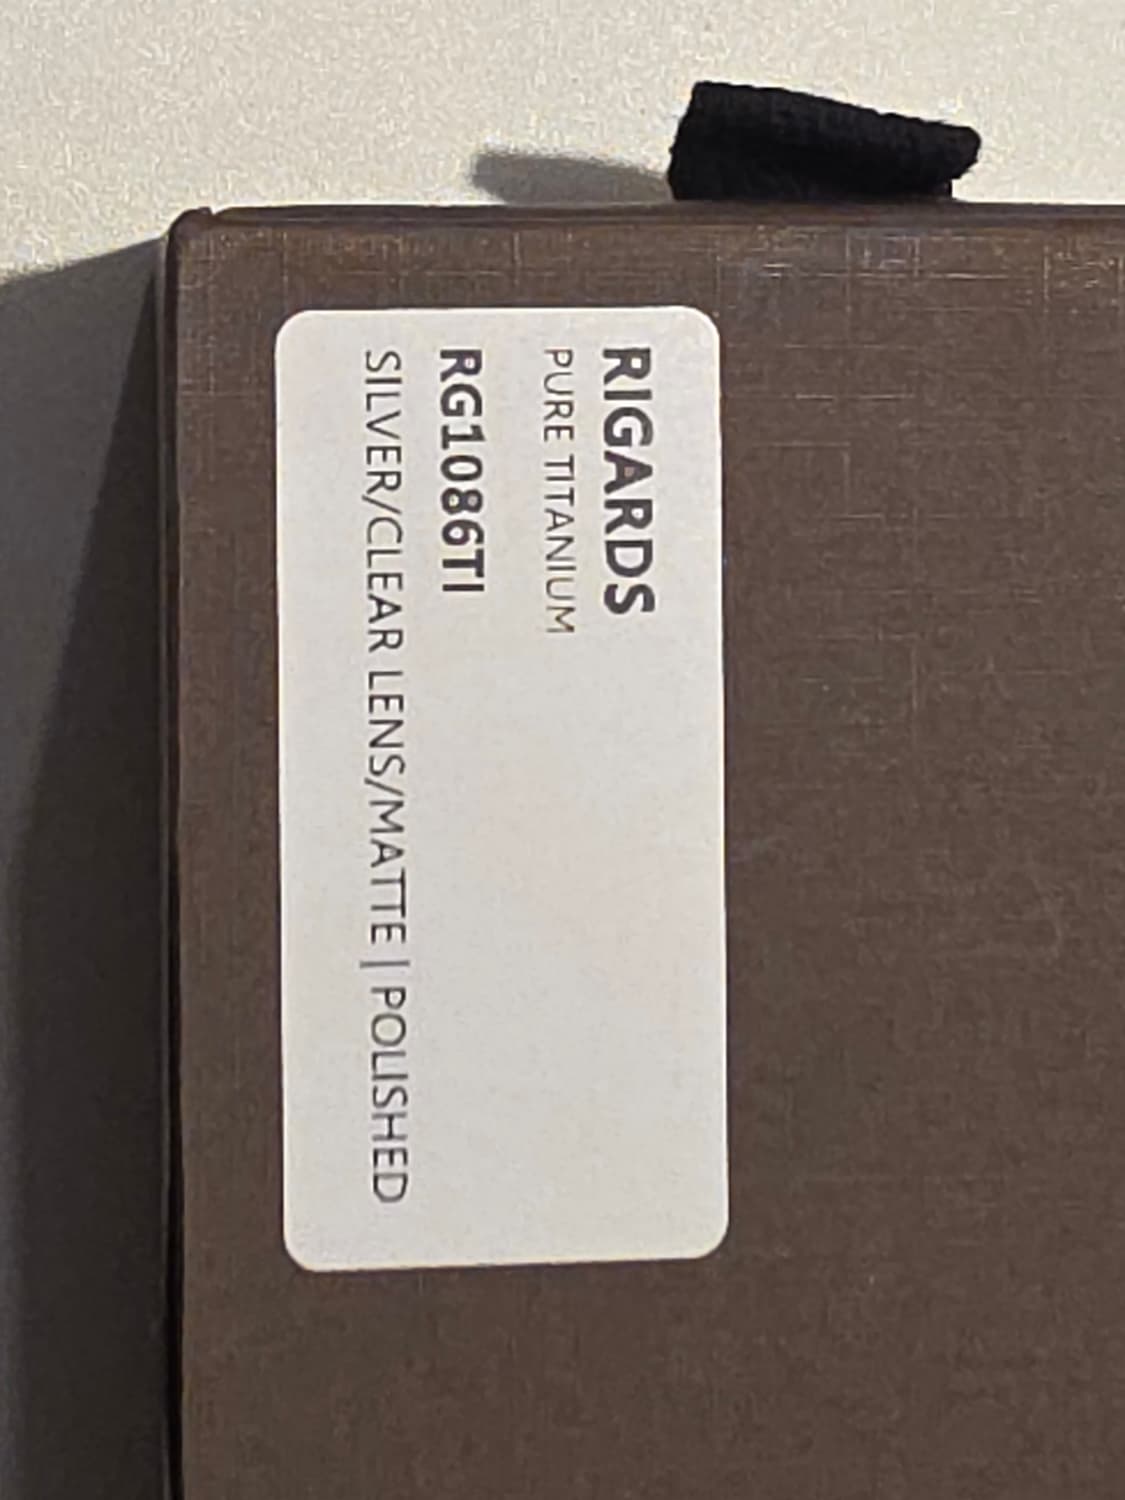 RIGARDS
PURE TITANIUM
RG1086TI
SILVER/CLEAR LENS/MATTE | POLISHED